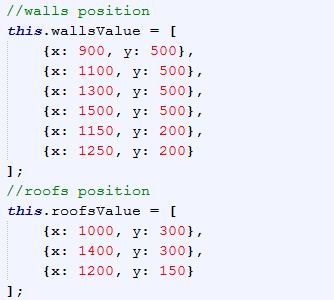 //walls position
this.wallsValue = [
    {x: 900, y: 500},
    {x: 1100, y: 500},
    {x: 1300, y: 500},
    {x: 1500, y: 500},
    {x: 1150, y: 200},
    {x: 1250, y: 200}
];
//roofs position
this.roofsValue = [
    {x: 1000, y: 300},
    {x: 1400, y: 300},
    {x: 1200, y: 150}
];